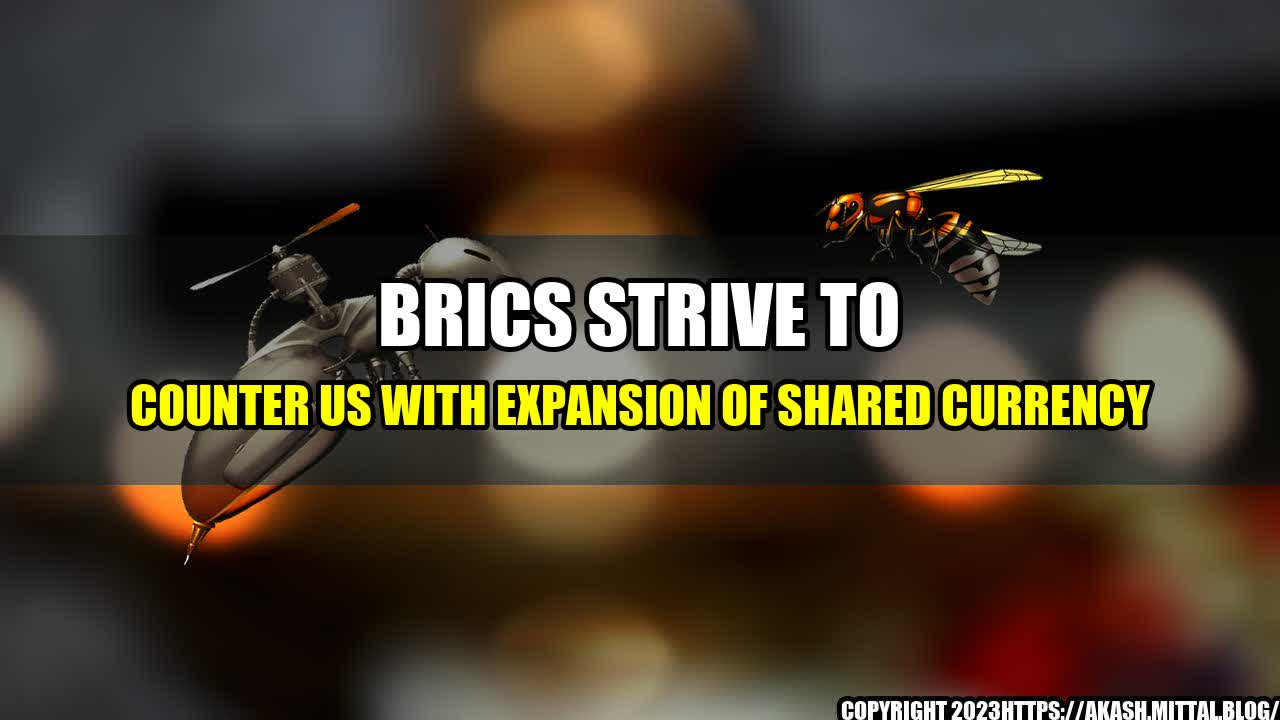 BRICS STRIVE TO
COUNTER US WITH EXPANSION OF SHARED CURRENCY
COPYRIGHT 2023HTTPS://AKASH.MITTAL.BLOG/